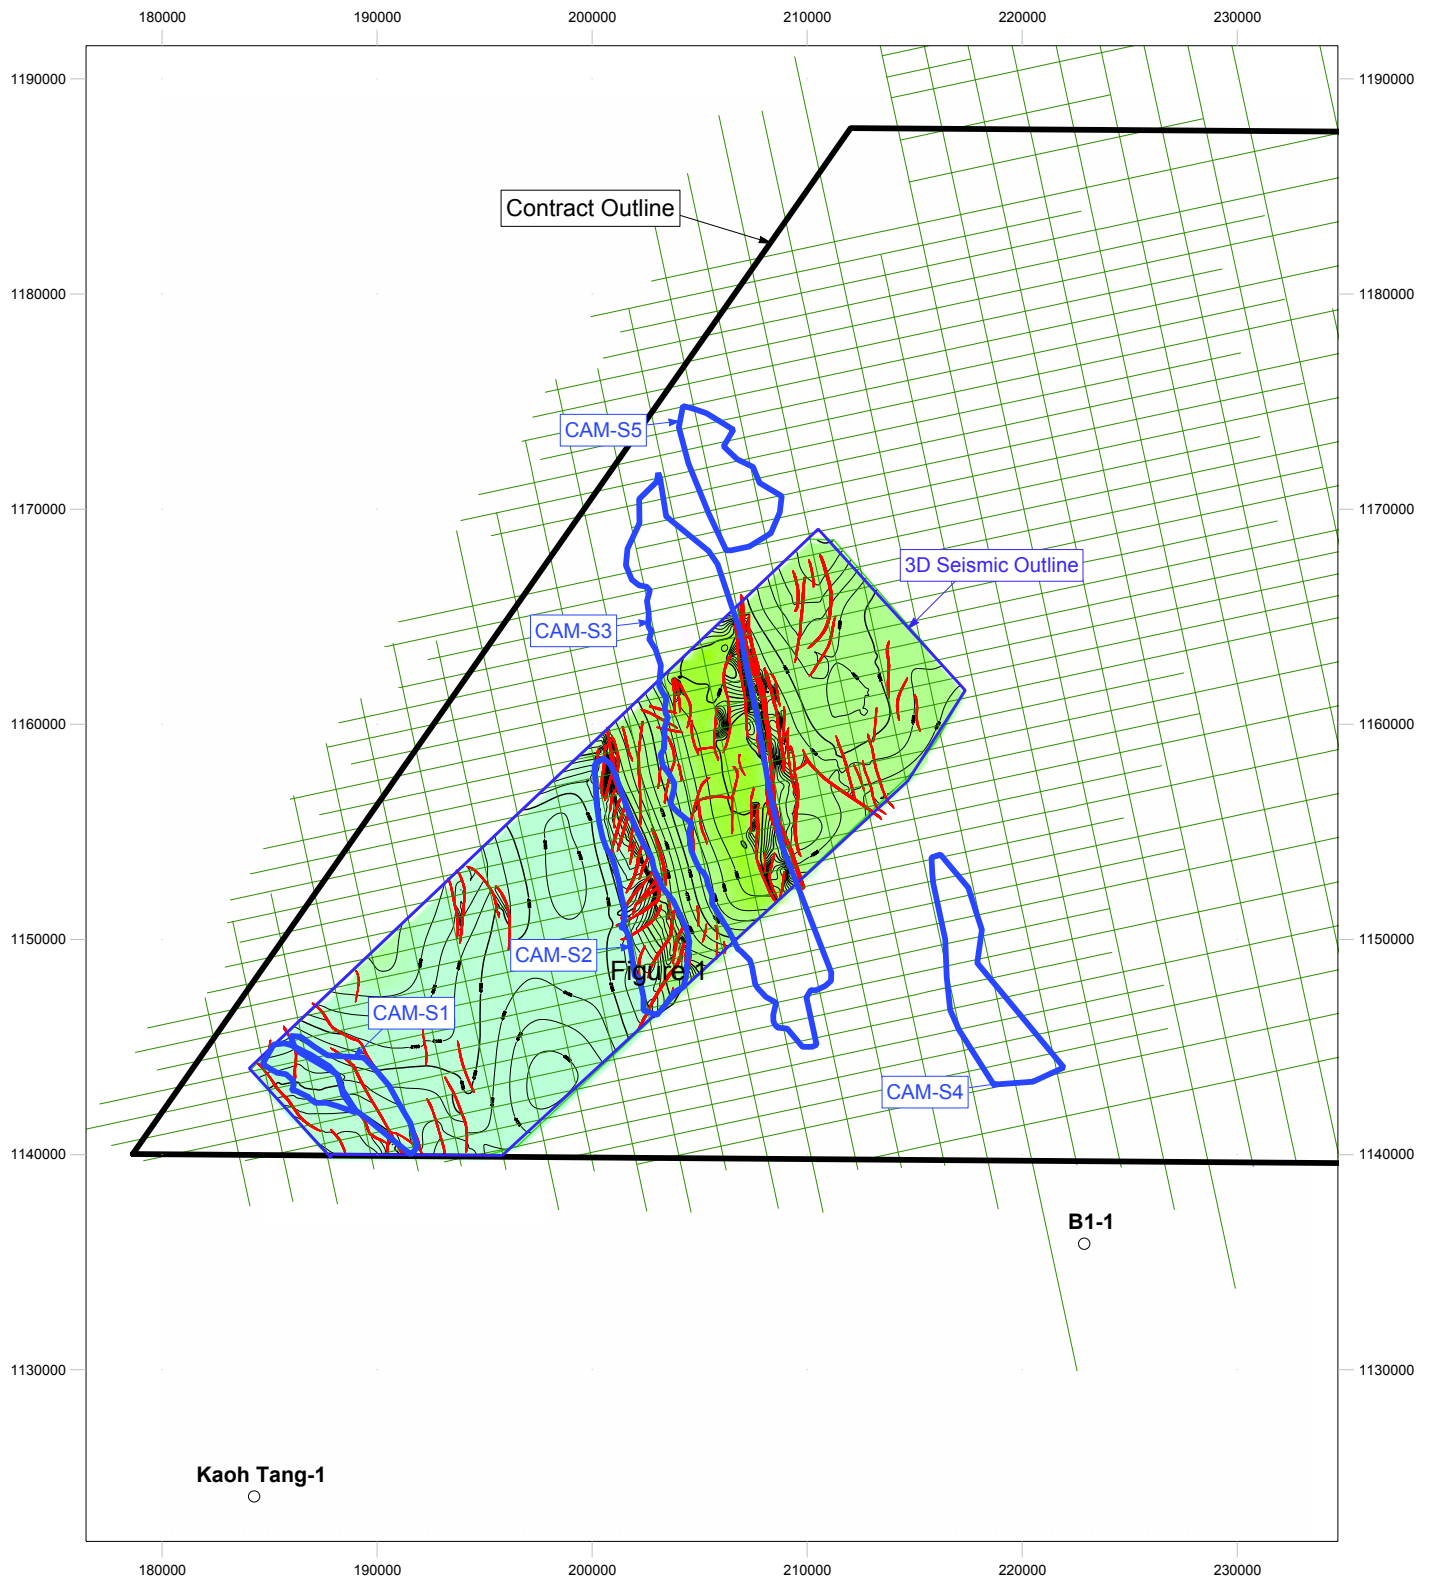 180000 190000 200000 210000 220000 230000
1190000 1190000
Contract Outline
1180000 1180000
CAM-S5
1170000 1170000
3D Seismic Outline
CAM-S3
1160000 1160000
1150000 1150000
CAM-S2
Figure 1
CAM-S1
CAM-S4
1140000 1140000
B1-1
1130000 1130000
Kaoh Tang-1
180000 190000 200000 210000 220000 230000